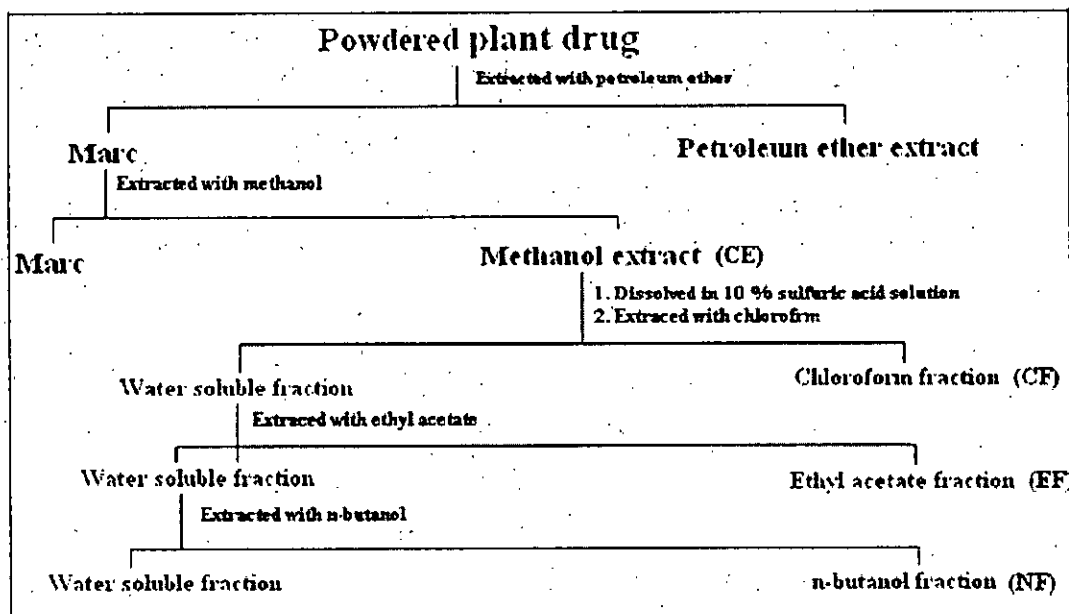 Powdered plant drug
Extracted with petroleum ether
Marc
Petroleum ether extract
Extracted with methanol
Marc
Methanol extract (CE)
1. Dissolved in 10 % sulfuric acid solution
2. Extraced with chlorofrm
Water soluble fraction
Chloroform fraction (CF)
Extraced with ethyl acetate
Water soluble fraction
Ethyl acetate fraction (EF)
Extracted with n-butanol
Water soluble fraction
n-butanol fraction (NF)